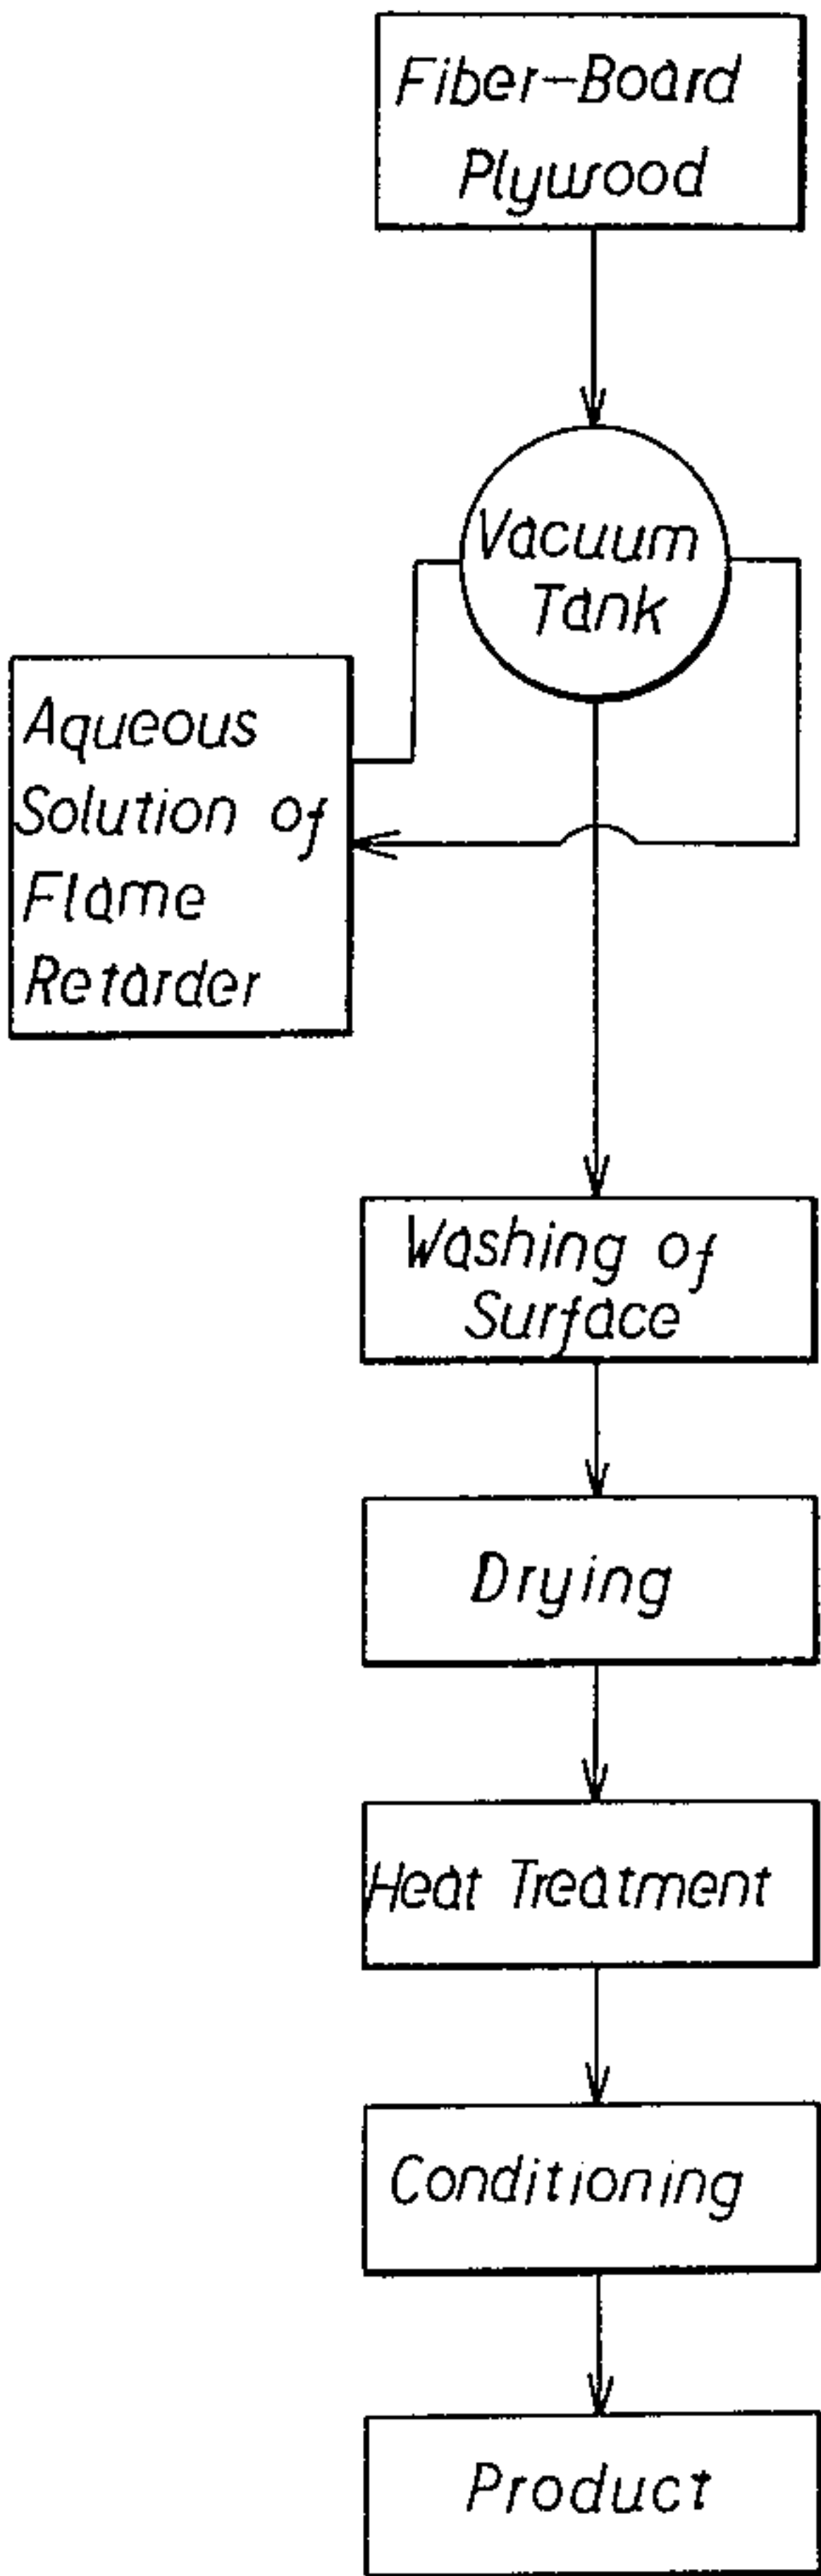 Fiber-Board
Plywood
Vacuum
Tank
Aqueous
Solution of
Flame
Retarder
Washing of
Surface
Drying
Heat Treatment
Conditioning
Product